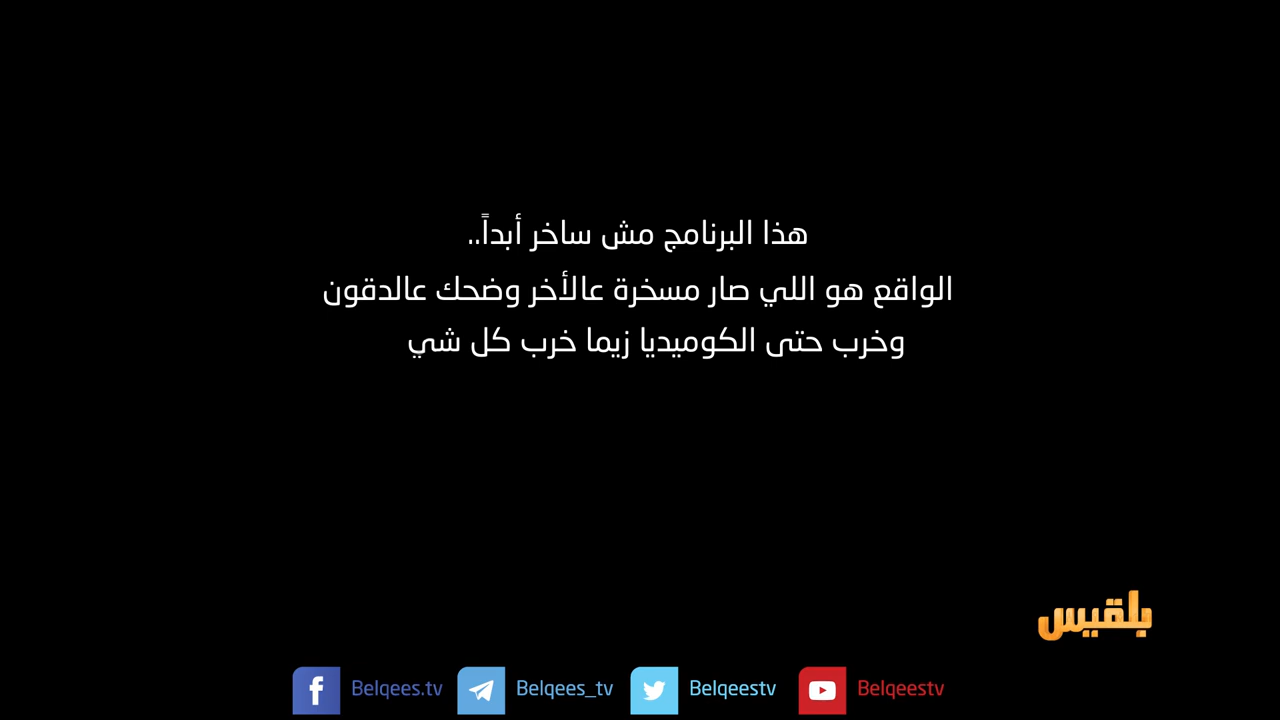 هذا البرنامج مش ساخر أبداً..
الواقع هو اللي صار مسخرة عالأخر وضحك عالدقون
وخرب حتى الكوميديا زيما خرب كل شي
بلقيس
Belqees.tv Belqees_tv Belqeestv Belqeestv